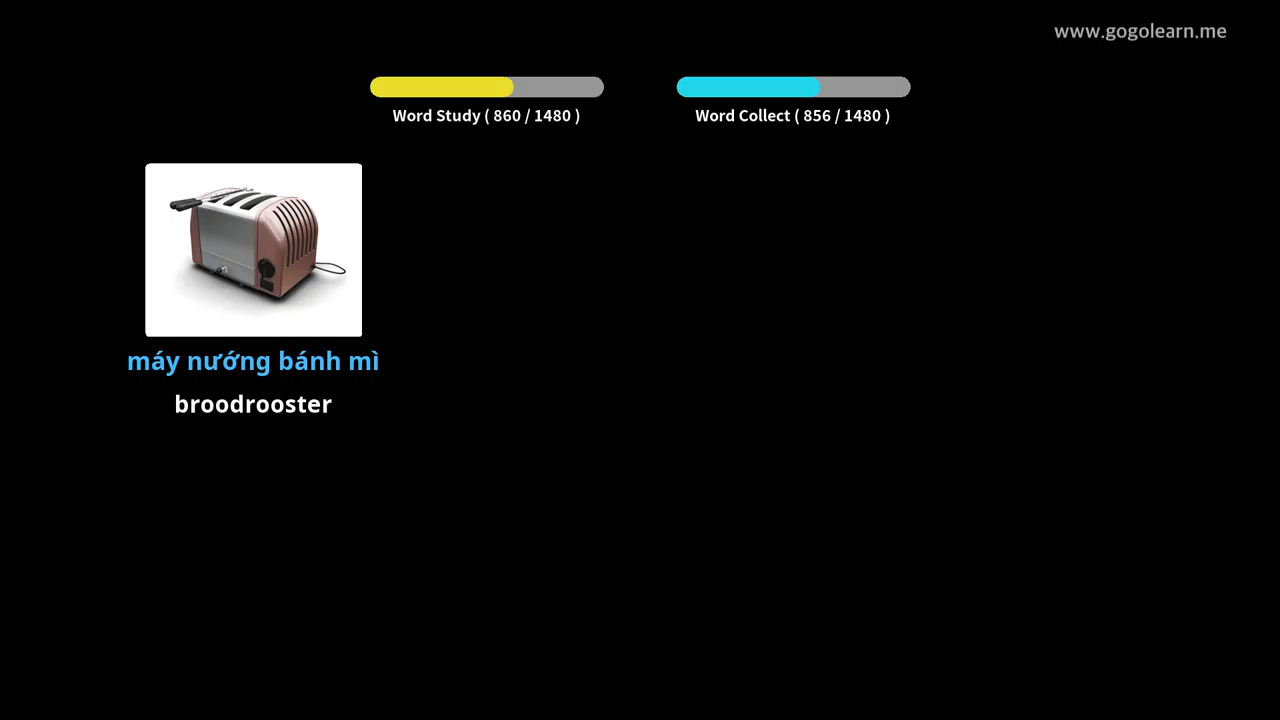 www.gogolearn.me
Word Study ( 860 / 1480 )
Word Collect ( 856 / 1480 )
máy nướng bánh mì
broodrooster